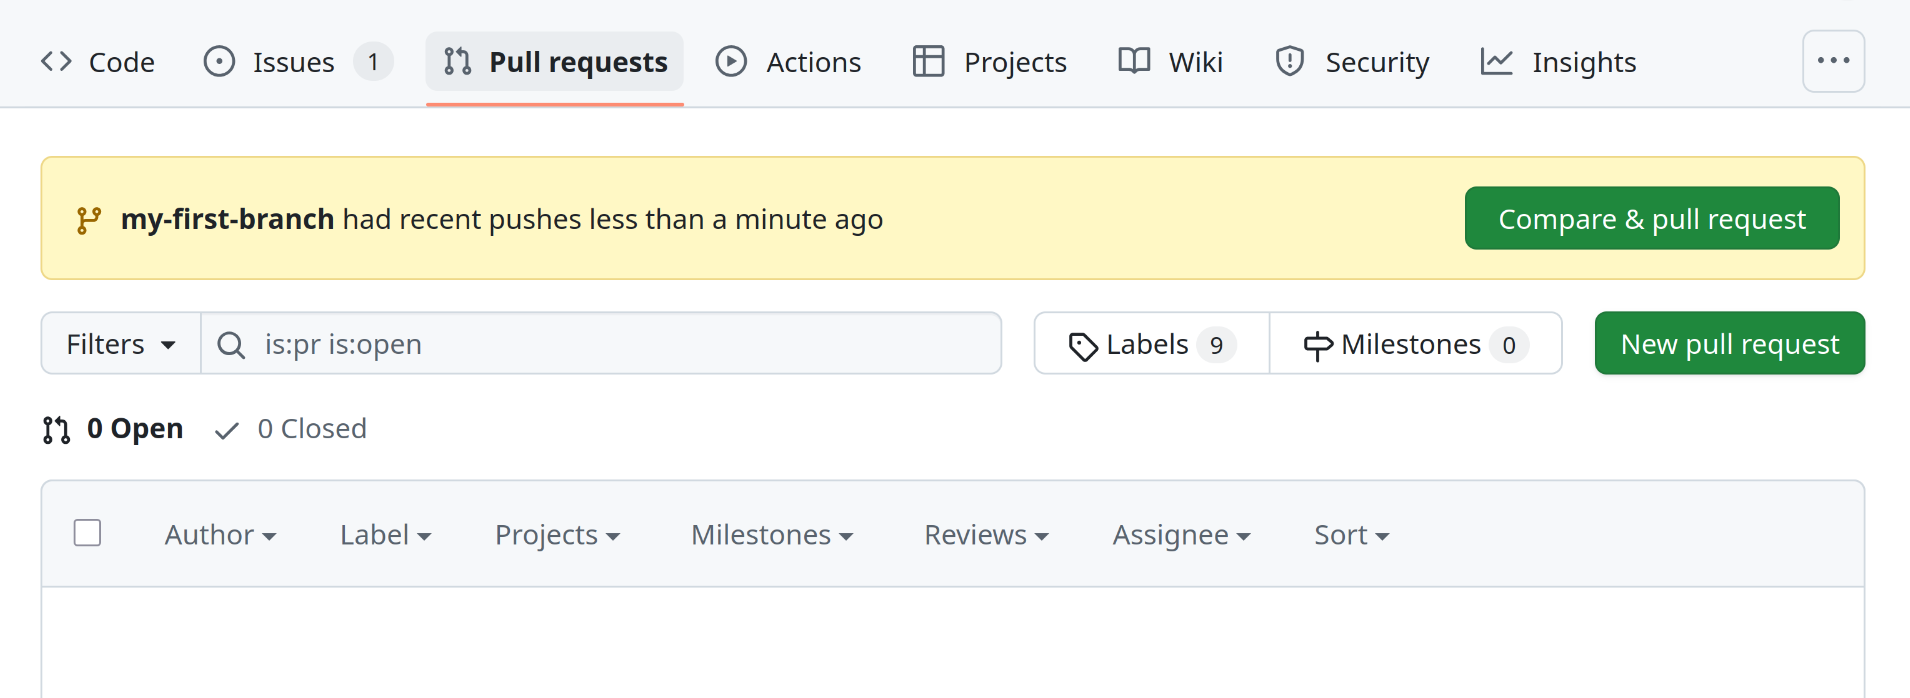 Code Issues 1 Pull requests Actions Projects Wiki Security Insights
my-first-branch had recent pushes less than a minute ago Compare & pull request
Filters is:pr is:open Labels 9 Milestones 0 New pull request
0 Open 0 Closed
Author Label Projects Milestones Reviews Assignee Sort